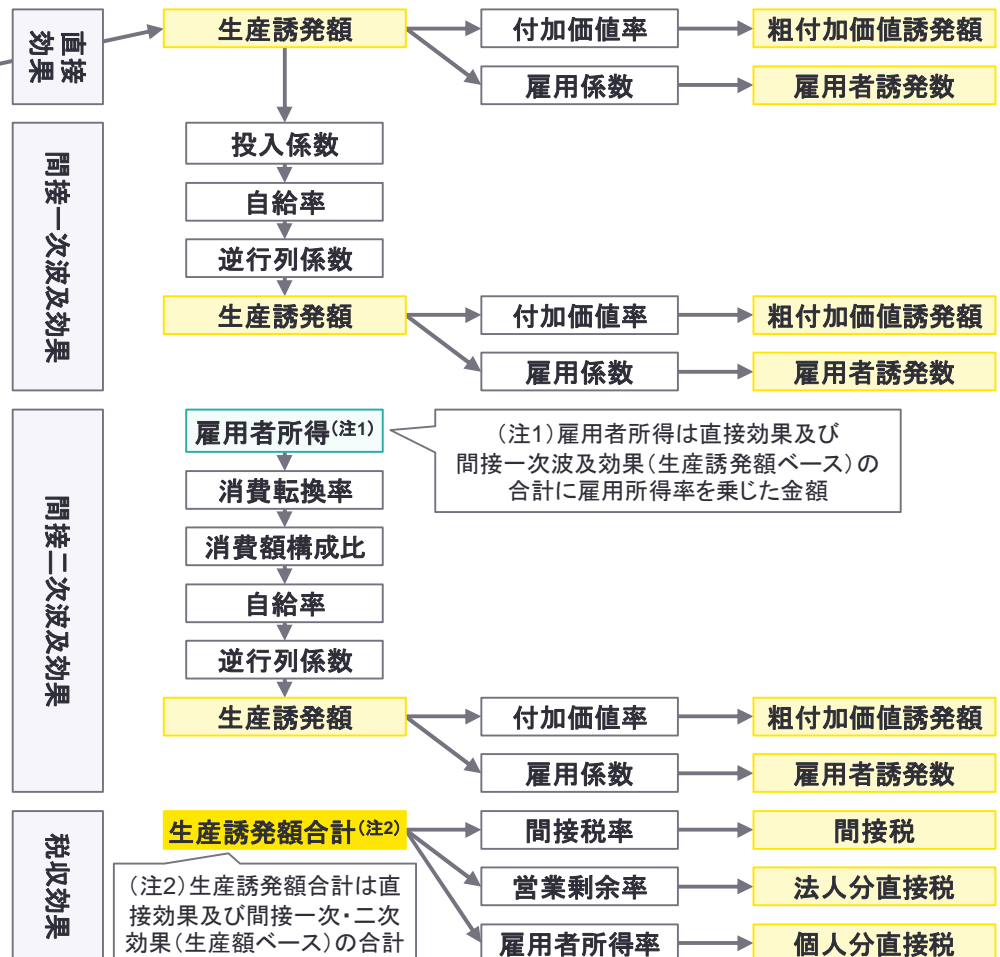 直接
効果
生産誘発額
付加価値率
粗付加価値誘発額
雇用係数
雇用者誘発数
間接一次波及効果
投入係数
自給率
逆行列係数
生産誘発額
付加価値率
粗付加価値誘発額
雇用係数
雇用者誘発数
間接二次波及効果
雇用者所得(注1)
(注1)雇用者所得は直接効果及び
間接一次波及効果(生産誘発額ベース)の
合計に雇用所得率を乗じた金額
消費転換率
消費額構成比
自給率
逆行列係数
生産誘発額
付加価値率
粗付加価値誘発額
雇用係数
雇用者誘発数
税収効果
生産誘発額合計(注2)
間接税率
間接税
(注2)生産誘発額合計は直
接効果及び間接一次・二次
効果(生産額ベース)の合計
営業剰余率
法人分直接税
雇用者所得率
個人分直接税